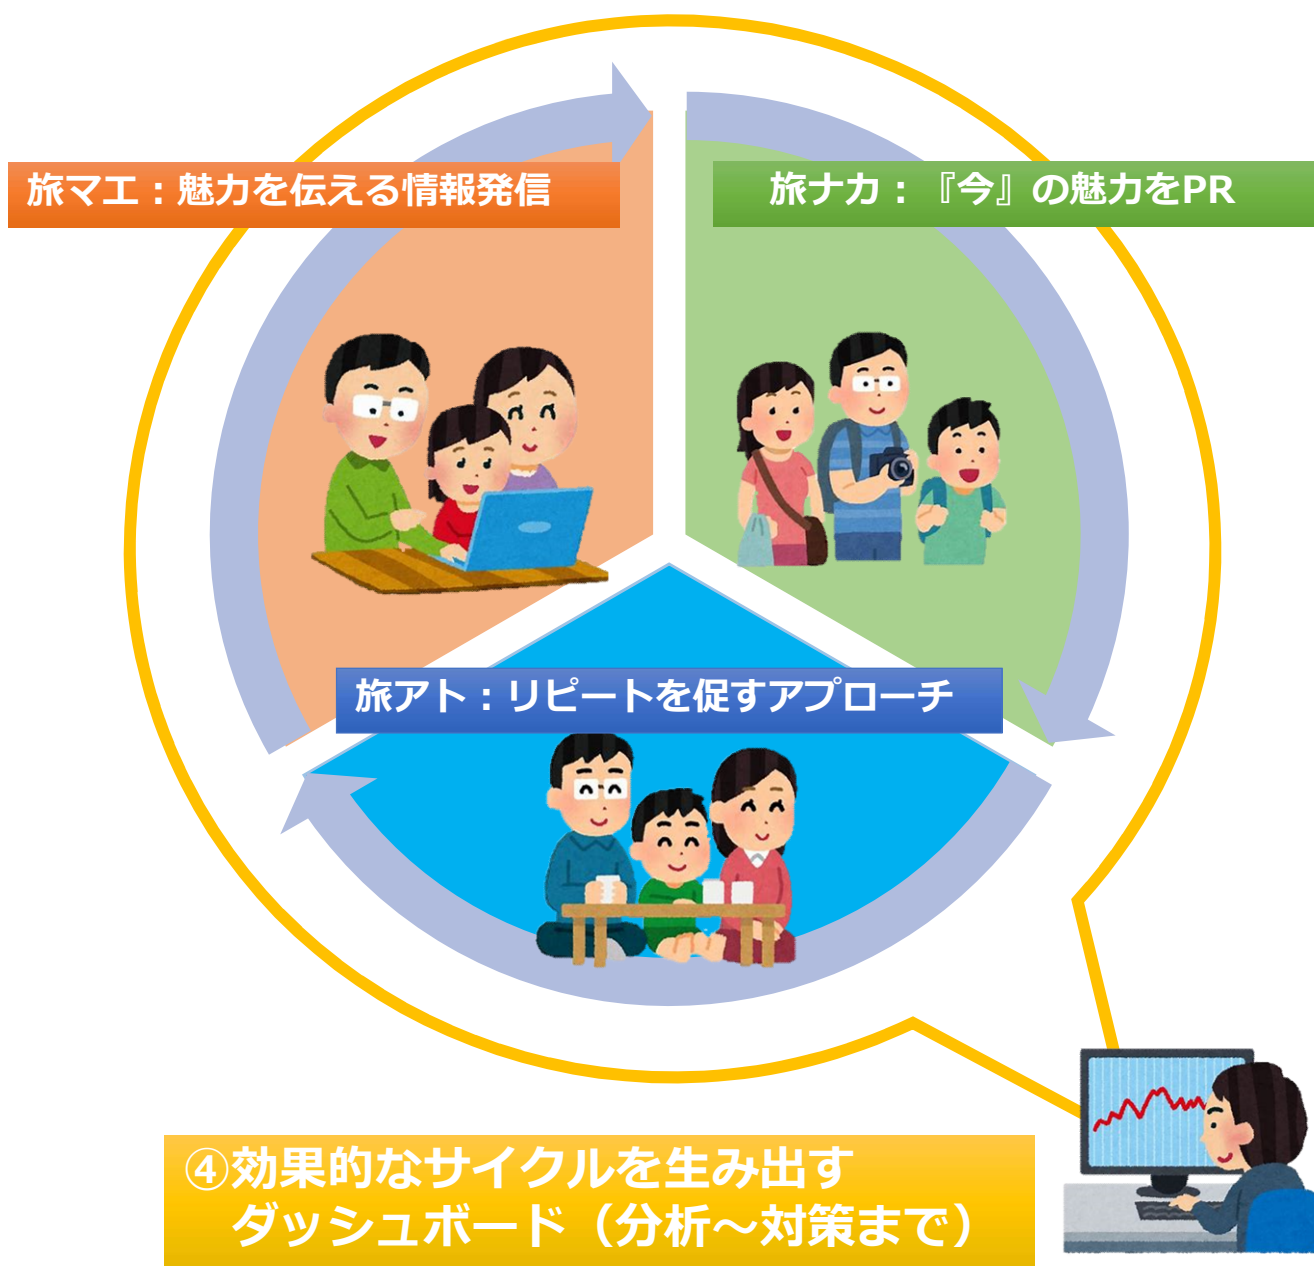 旅マエ：魅力を伝える情報発信
旅ナカ：『今』の魅力をPR
旅アト：リピートを促すアプローチ
④効果的なサイクルを生み出す
ダッシュボード（分析～対策まで）